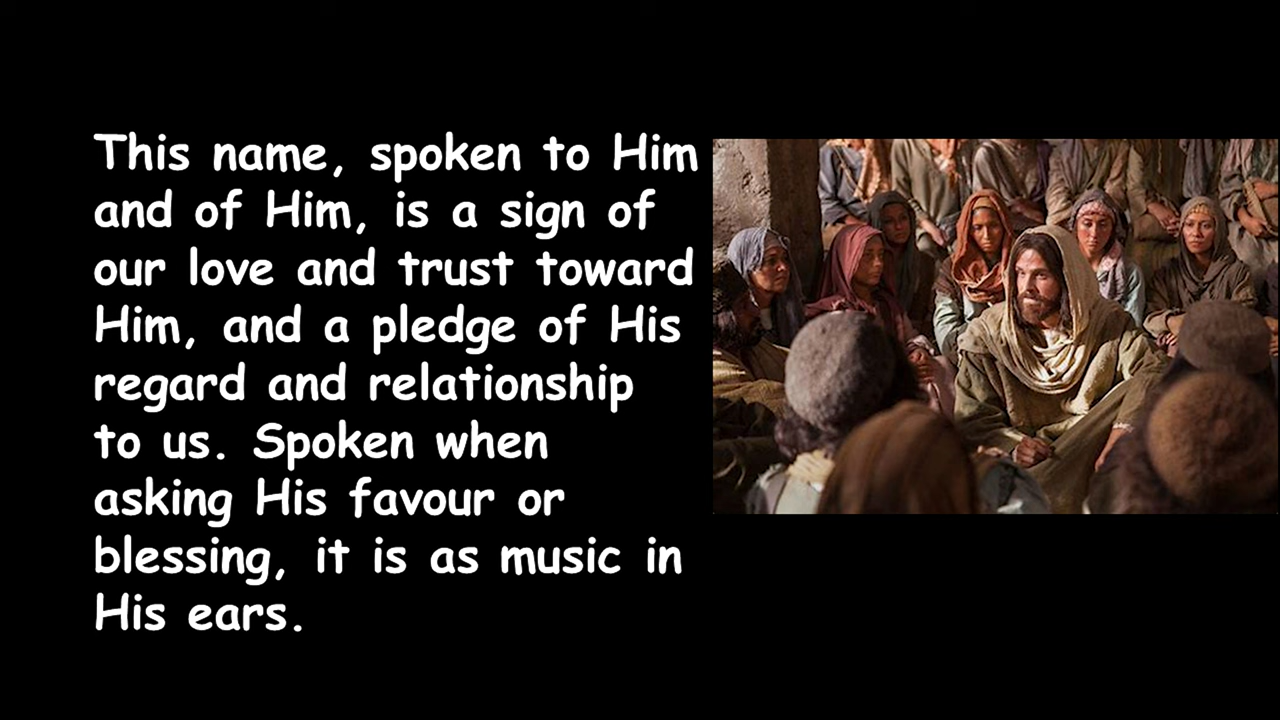 This name, spoken to Him
and of Him, is a sign of
our love and trust toward
Him, and a pledge of His
regard and relationship
to us. Spoken when
asking His favour or
blessing, it is as music in
His ears.